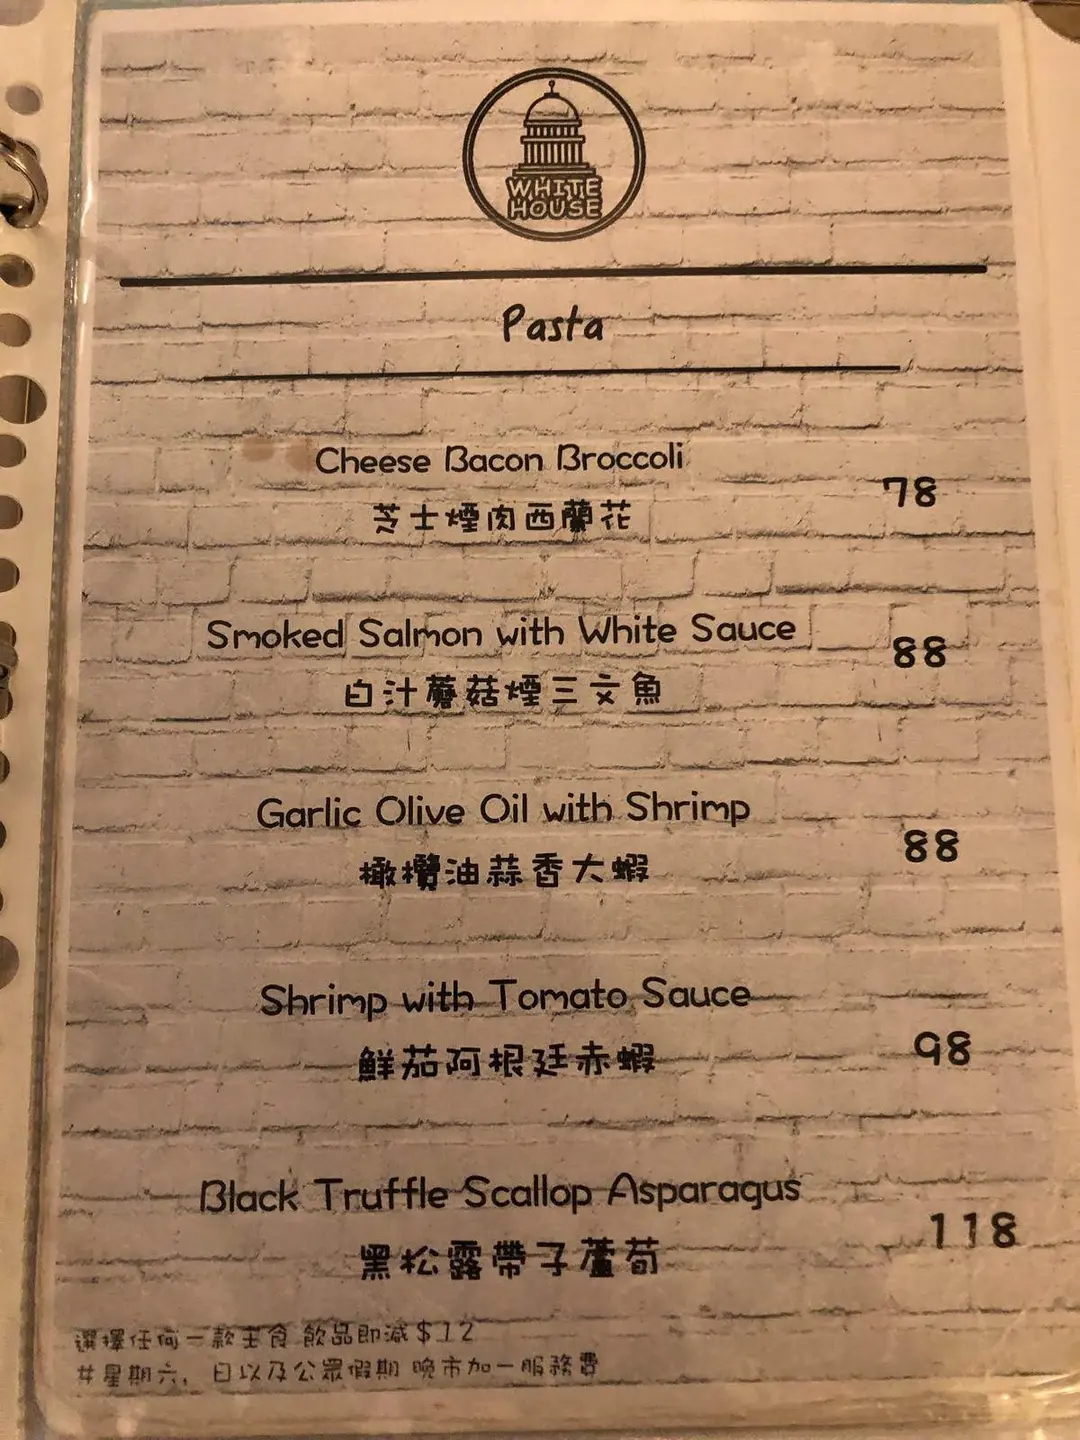 WHITE
HOUSE
Pasta
Cheese Bacon Broccoli
78
芝士煙肉西蘭花
Smoked Salmon with White Sauce
88
白汁蘑菇煙三文魚
Garlic Olive Oil with Shrimp
88
橄欖油蒜香大蝦
Shrimp with Tomato Sauce
98
鮮茄阿根廷赤蝦
Black Truffle Scallop Asparagus
118
黑松露帶子蘆荀
選擇任何一款主食 飲品即減$12
#星期六, 日以及公眾假期 晚市加一服務費